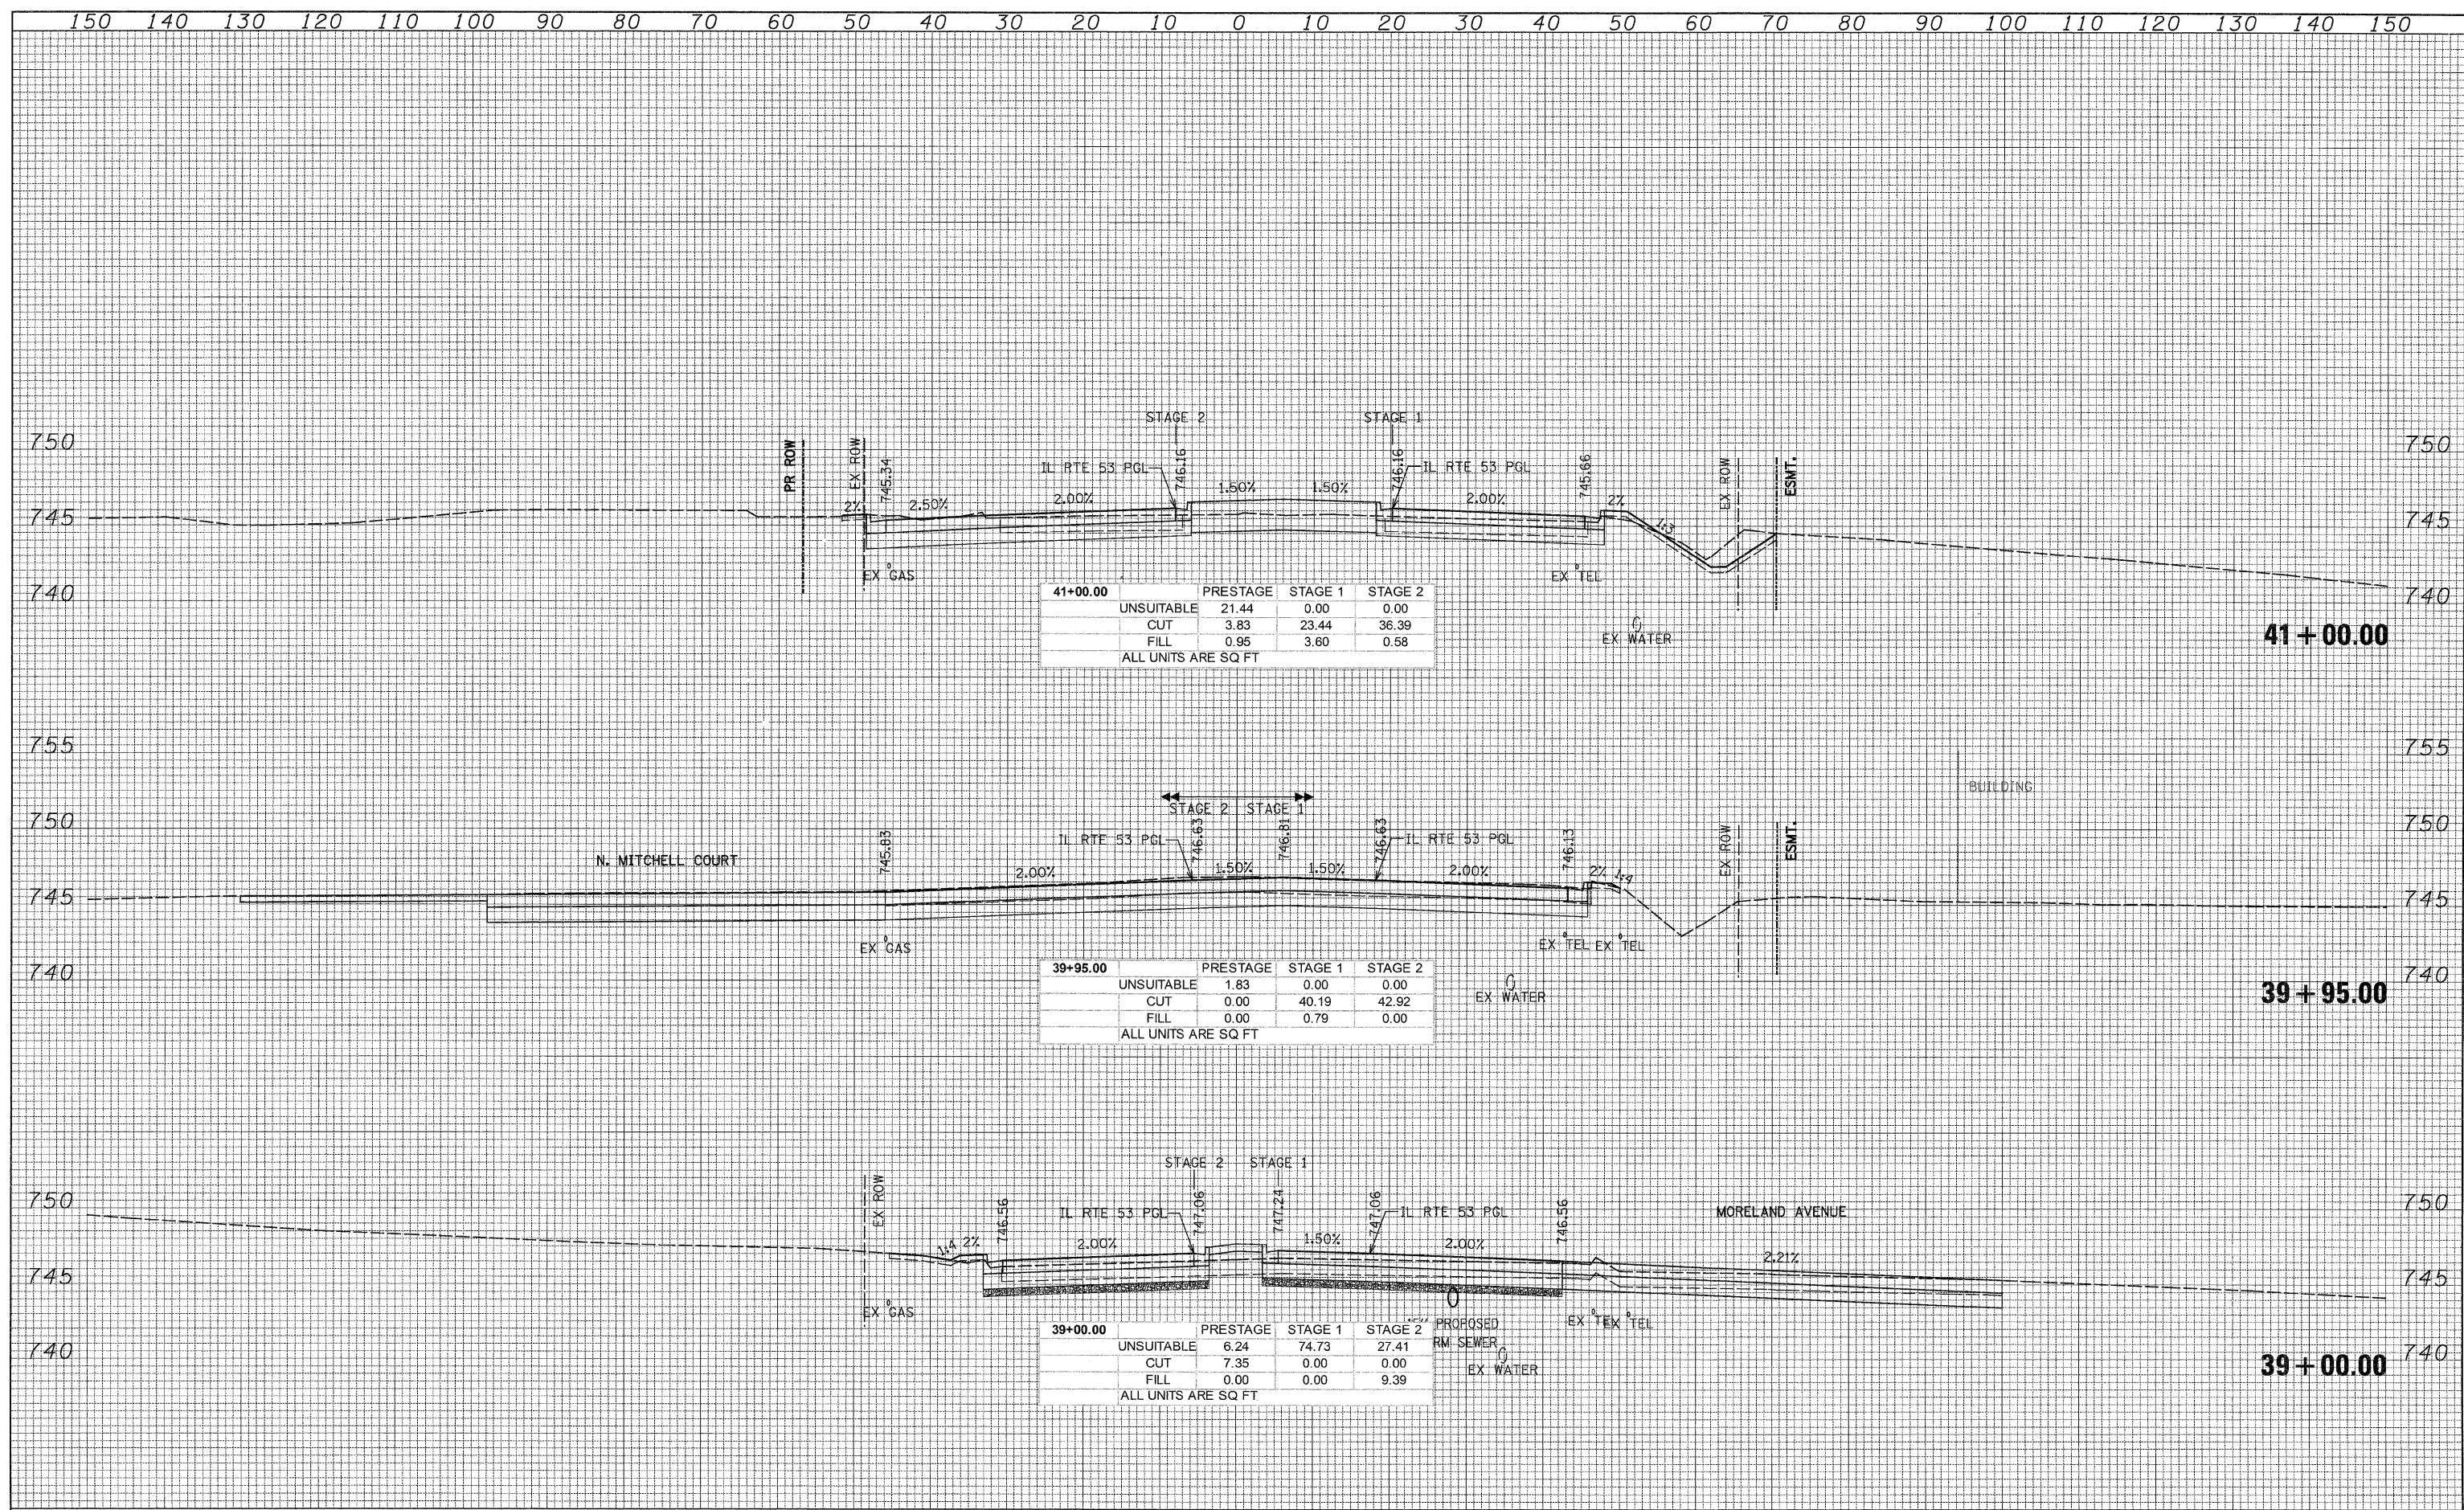 150 140 130 120 110 100 90 80 70 60 50 40 30 20 10 0 10 20 30 40 50 60 70 80 90 100 110 120 130 140 150
STAGE 2 STAGE 1
750 750
PR ROW EX ROW 745.34 IL RTE 53 PGL 746.16 746.16 IL RTE 53 PGL 745.66 EX ROW ESMT.
2% 2.50% 2.00% 1.50% 1.50% 2.00% 2% 1:3
745 745
EX GAS EX TEL
740 740
41+00.00 PRESTAGE STAGE 1 STAGE 2
UNSUITABLE 21.44 0.00 0.00
CUT 3.83 23.44 36.39
FILL 0.95 3.60 0.58
ALL UNITS ARE SQ FT
EX WATER
41+00.00
755 755
BUILDING
STAGE 2 STAGE 1
750 750
745.83 IL RTE 53 PGL 746.63 746.81 746.63 IL RTE 53 PGL 746.13 EX ROW ESMT.
N. MITCHELL COURT
2.00% 1.50% 1.50% 2.00% 2% 1:4
745 745
EX GAS EX TEL EX TEL
740 740
39+95.00 PRESTAGE STAGE 1 STAGE 2
UNSUITABLE 1.83 0.00 0.00
CUT 0.00 40.19 42.92
FILL 0.00 0.79 0.00
ALL UNITS ARE SQ FT
EX WATER
39+95.00
STAGE 2 STAGE 1
750 750
EX ROW 746.56 IL RTE 53 PGL 747.06 747.24 747.06 IL RTE 53 PGL 746.56 MORELAND AVENUE
1:4 2% 2.00% 1.50% 2.00% 2.21%
745 745
EX GAS EX TEL EX TEL
PROPOSED
RM SEWER
740 740
39+00.00 PRESTAGE STAGE 1 STAGE 2
UNSUITABLE 6.24 74.73 27.41
CUT 7.35 0.00 0.00
FILL 0.00 0.00 9.39
ALL UNITS ARE SQ FT
EX WATER
39+00.00